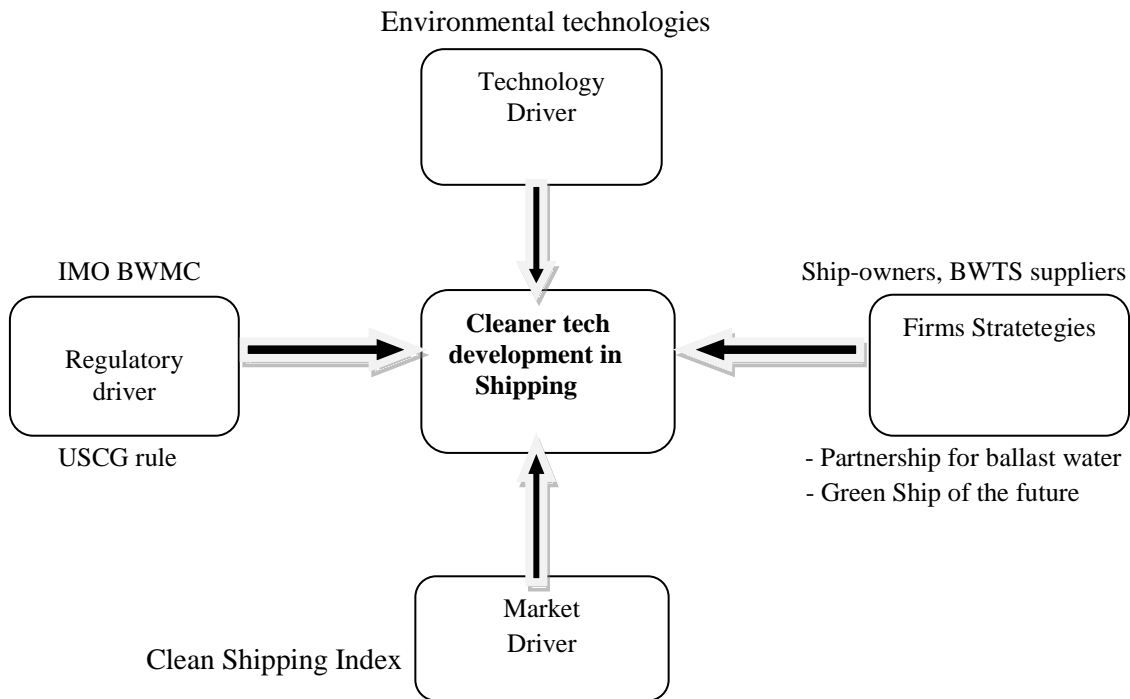 Environmental technologies
Technology
Driver
IMO BWMC
Regulatory
driver
USCG rule
Cleaner tech
development in
Shipping
Ship-owners, BWTS suppliers
Firms Stratetegies
- Partnership for ballast water
- Green Ship of the future
Market
Driver
Clean Shipping Index